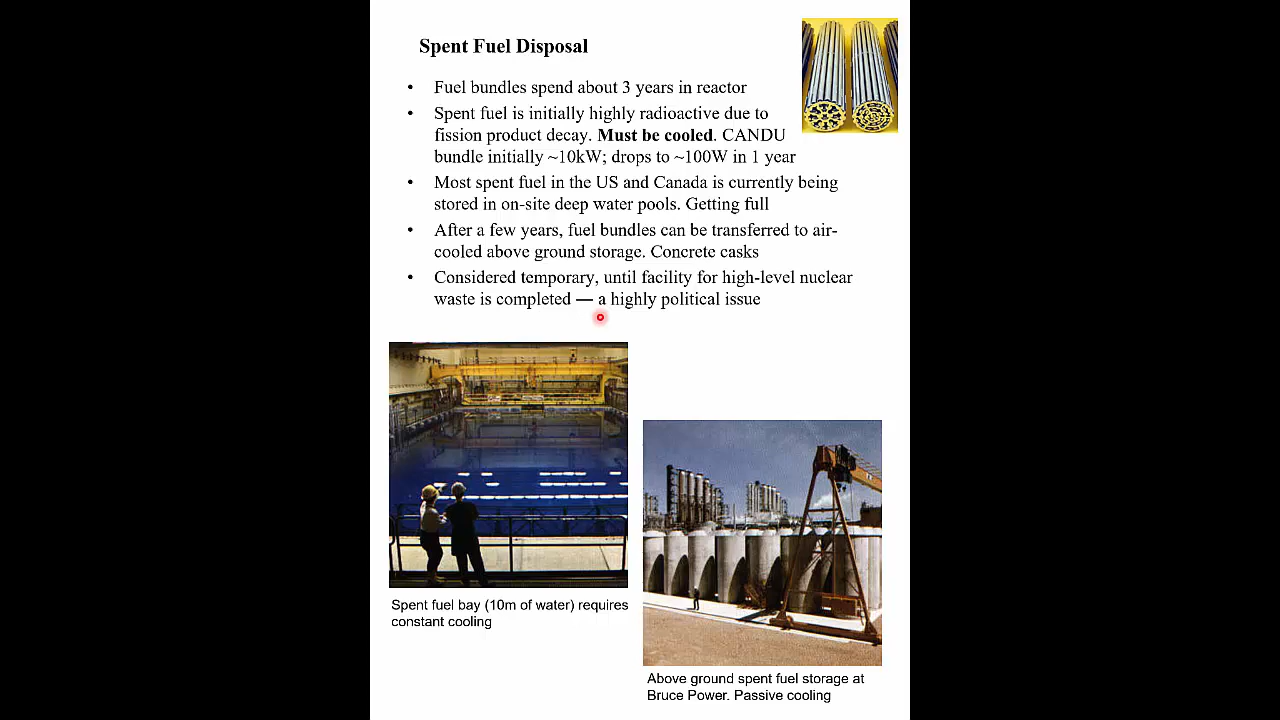 Spent Fuel Disposal
• Fuel bundles spend about 3 years in reactor
• Spent fuel is initially highly radioactive due to
fission product decay. Must be cooled. CANDU
bundle initially ~10kW; drops to ~100W in 1 year
• Most spent fuel in the US and Canada is currently being
stored in on-site deep water pools. Getting full
• After a few years, fuel bundles can be transferred to air-
cooled above ground storage. Concrete casks
• Considered temporary, until facility for high-level nuclear
waste is completed — a highly political issue
Spent fuel bay (10m of water) requires
constant cooling
Above ground spent fuel storage at
Bruce Power. Passive cooling